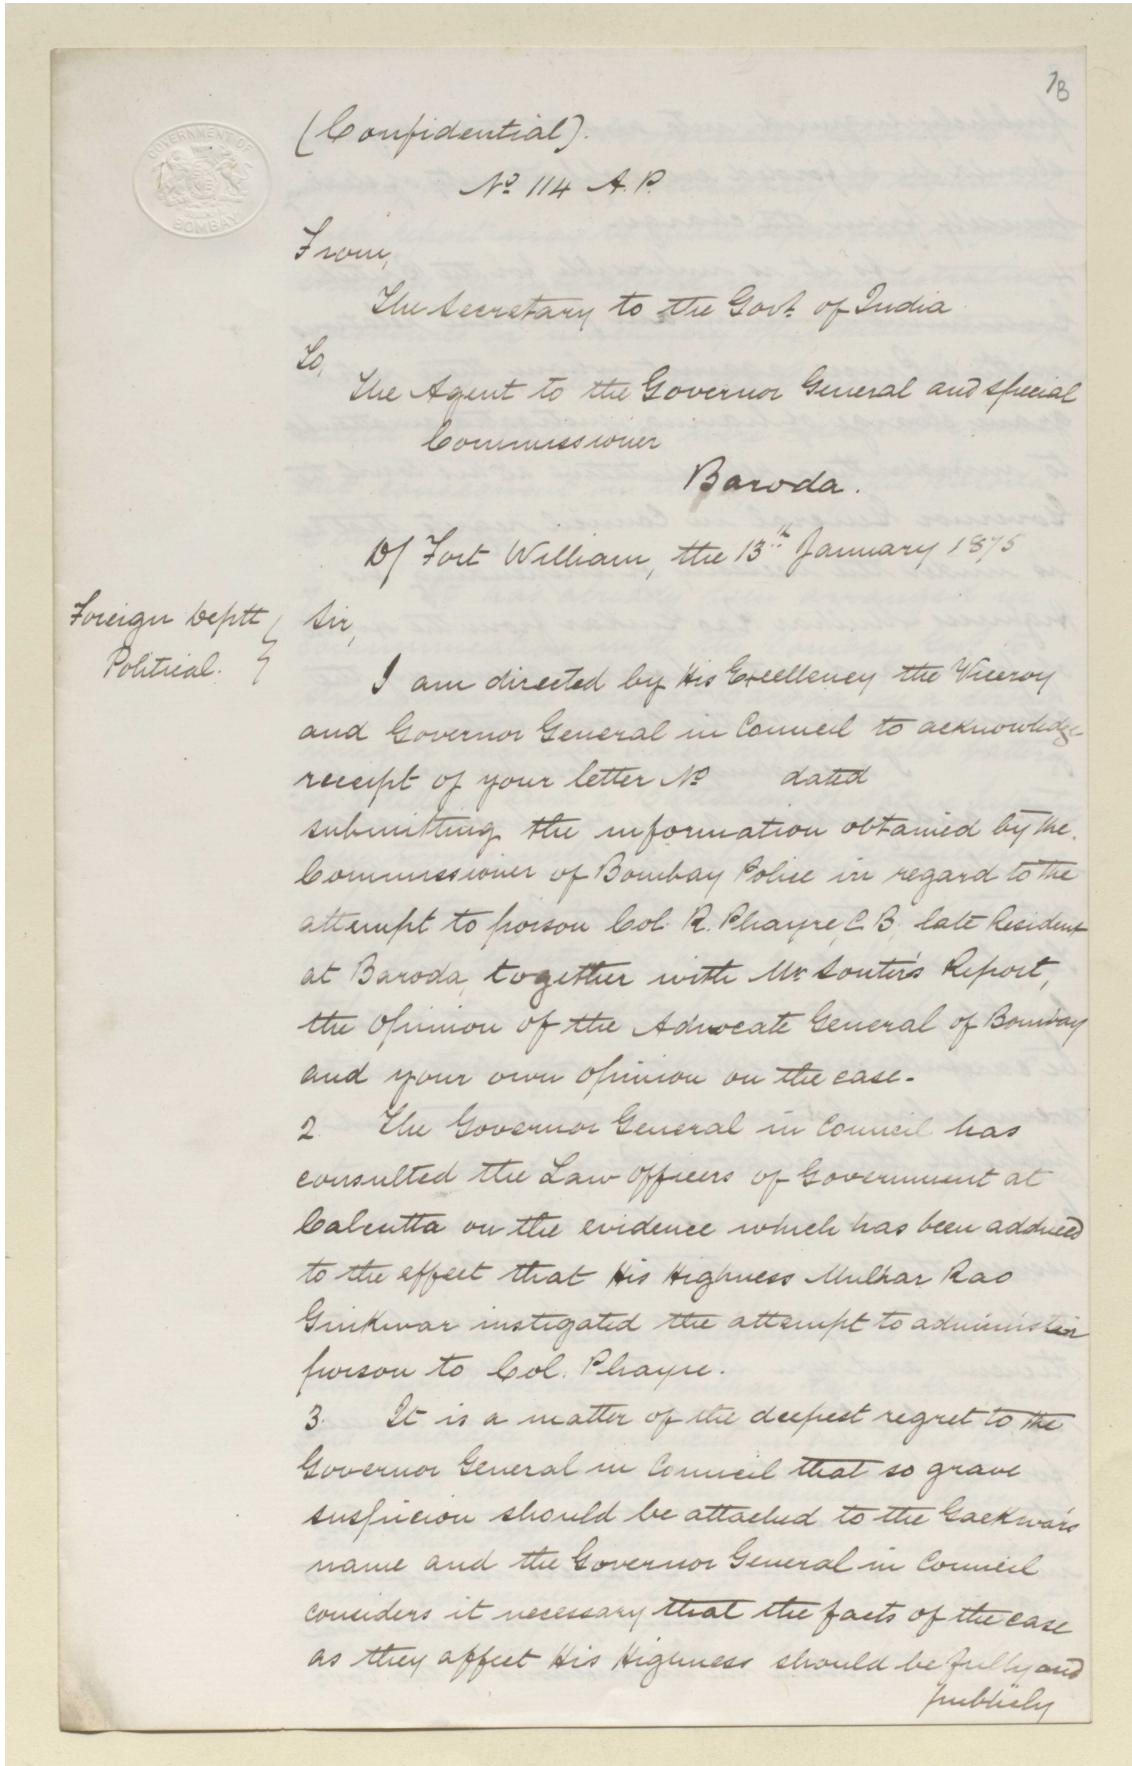 7B
GOVERNMENT OF
BOMBAY
(Confidential).
No 114 A. P.
From,
The Secretary to the Govt. of India
To,
The Agent to the Governor General and Special
Commissioner
Baroda.
D/ Fort William, the 13th January 1875
Foreign Deptt
Political.
Sir,
I am directed by His Excellency the Viceroy
and Governor General in Council to acknowledge
receipt of your letter No dated
submitting the information obtained by the
Commissioner of Bombay Police in regard to the
attempt to poison Col. R. Phayre, C. B. late Resident
at Baroda, together with Mr Souter's Report,
the opinion of the Advocate General of Bombay
and your own opinion on the case.
2. The Governor General in Council has
consulted the Law officers of Government at
Calcutta on the evidence which has been adduced
to the effect that His Highness Mulhar Rao
Guikwar instigated the attempt to administer
poison to Col. Phayre.
3. It is a matter of the deepest regret to the
Governor General in Council that so grave
suspicion should be attached to the Gaekwar's
name and the Governor General in Council
considers it necessary that the facts of the case
as they affect His Highness should be fully and
publicly